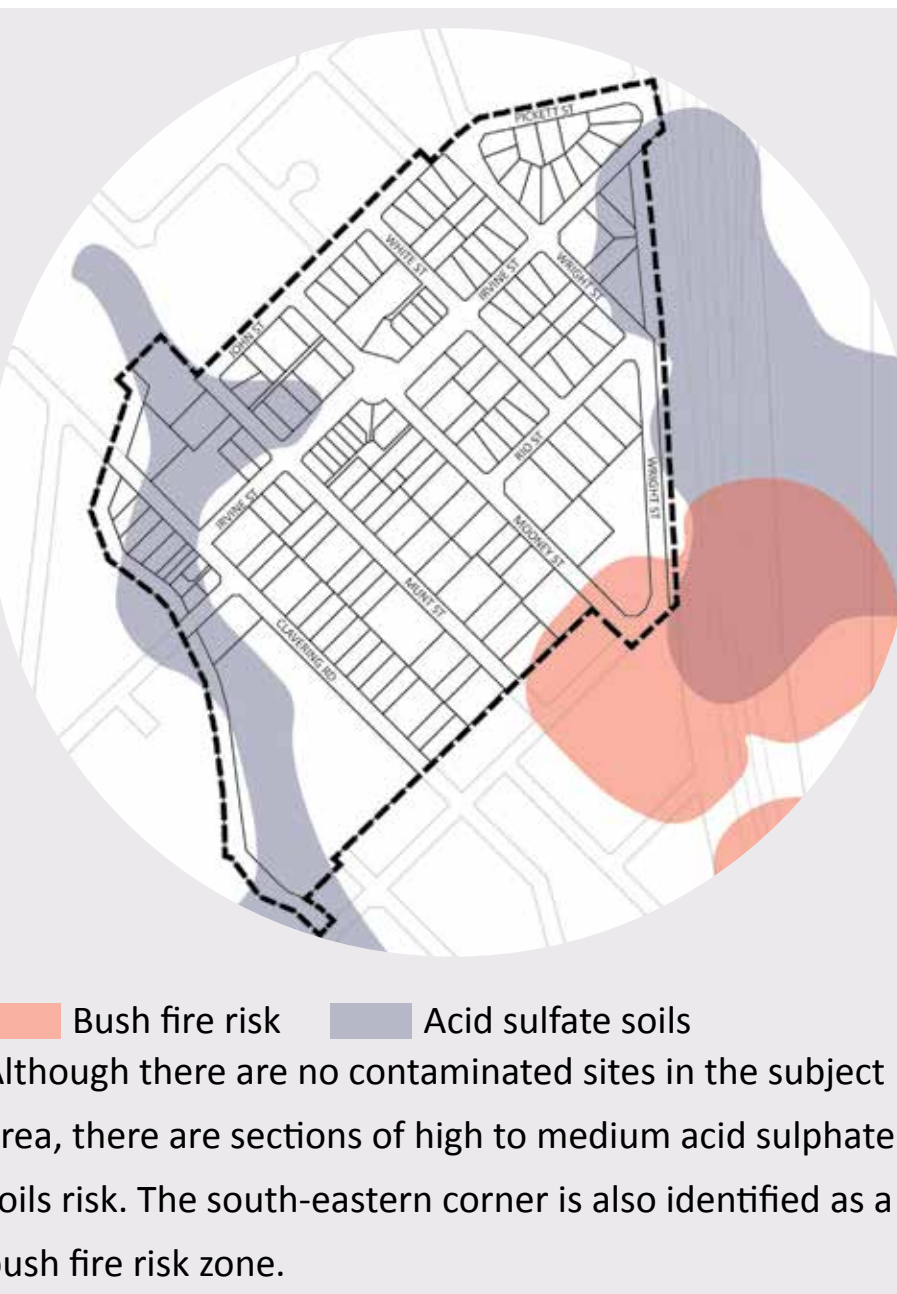 PICKETT ST
WHITE ST
IRVINE ST
WRIGHT ST
JOHN ST
RIO ST
WRIGHT ST
IRVINE ST
MOONEY ST
MUNT ST
CLAVERING RD
Bush fire risk Acid sulfate soils
Although there are no contaminated sites in the subject
rea, there are sections of high to medium acid sulphate
oils risk. The south-eastern corner is also identified as a
bush fire risk zone.